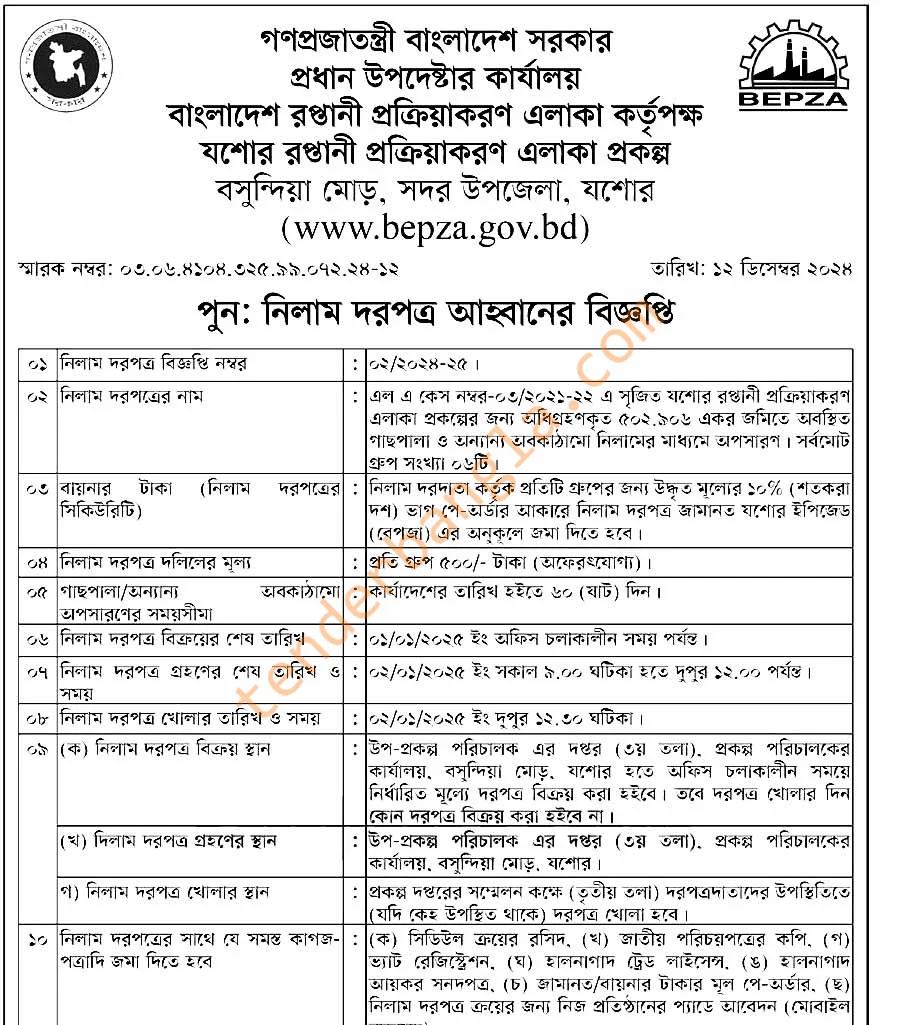 গণপ্রজাতন্ত্রী বাংলাদেশ সরকার
প্রধান উপদেষ্টার কার্যালয়
বাংলাদেশ রপ্তানী প্রক্রিয়াকরণ এলাকা কর্তৃপক্ষ
যশোর রপ্তানী প্রক্রিয়াকরণ এলাকা প্রকল্প
বসুন্দিয়া মোড়, সদর উপজেলা, যশোর
(www.bepza.gov.bd)
BEPZA
স্মারক নম্বর: ০৩.০৬.৪১০৪.৩২৫.৯৯.০৭২.২৪-১২
তারিখ: ১২ ডিসেম্বর ২০২৪
পুন: নিলাম দরপত্র আহবানের বিজ্ঞপ্তি
০১ নিলাম দরপত্র বিজ্ঞপ্তি নম্বর : ০২/২০২৪-২৫ ।
০২ নিলাম দরপত্রের নাম : এল এ কেস নম্বর-০৩/২০২১-২২ এ সৃজিত যশোর রপ্তানী প্রক্রিয়াকরণ
এলাকা প্রকল্পের জন্য অধিগ্রহণকৃত ৫০২.৯০৬ একর জমিতে অবস্থিত
গাছপালা ও অন্যান্য অবকাঠামো নিলামের মাধ্যমে অপসারণ । সর্বমোট
গ্রুপ সংখ্যা ০৬টি ।
০৩ বায়নার টাকা (নিলাম দরপত্রের : নিলাম দরদাতা কর্তৃক প্রতিটি গ্রুপের জন্য উদ্ধৃত মূল্যের ১০% (শতকরা
সিকিউরিটি) দশ) ভাগ পে-অর্ডার আকারে নিলাম দরপত্র জামানত যশোর ইপিজেড
(বেপজা) এর অনুকূলে জমা দিতে হবে ।
০৪ নিলাম দরপত্র দলিলের মূল্য : প্রতি গ্রুপ ৫০০/- টাকা (অফেরৎযোগ্য) ।
০৫ গাছপালা/অন্যান্য অবকাঠামো : কার্যাদেশের তারিখ হইতে ৬০ (ষাট) দিন ।
অপসারণের সময়সীমা
০৬ নিলাম দরপত্র বিক্রয়ের শেষ তারিখ : ০১/০১/২০২৫ ইং অফিস চলাকালীন সময় পর্যন্ত ।
০৭ নিলাম দরপত্র গ্রহণের শেষ তারিখ ও : ০২/০১/২০২৫ ইং সকাল ৯.০০ ঘটিকা হতে দুপুর ১২.০০ পর্যন্ত ।
সময়
০৮ নিলাম দরপত্র খোলার তারিখ ও সময় : ০২/০১/২০২৫ ইং দুপুর ১২.৩০ ঘটিকা ।
০৯ (ক) নিলাম দরপত্র বিক্রয় স্থান : উপ-প্রকল্প পরিচালক এর দপ্তর (৩য় তলা), প্রকল্প পরিচালকের
কার্যালয়, বসুন্দিয়া মোড়, যশোর হতে অফিস চলাকালীন সময়ে
নির্ধারিত মূল্যে দরপত্র বিক্রয় করা হইবে । তবে দরপত্র খোলার দিন
কোন দরপত্র বিক্রয় করা হইবে না ।
(খ) দিলাম দরপত্র গ্রহণের স্থান : উপ-প্রকল্প পরিচালক এর দপ্তর (৩য় তলা), প্রকল্প পরিচালকের
কার্যালয়, বসুন্দিয়া মোড়, যশোর ।
গ) নিলাম দরপত্র খোলার স্থান : প্রকল্প দপ্তরের সম্মেলন কক্ষে (তৃতীয় তলা) দরপত্রদাতাদের উপস্থিতিতে
(যদি কেহ উপস্থিত থাকে) দরপত্র খোলা হবে ।
১০ নিলাম দরপত্রের সাথে যে সমস্ত কাগজ- : (ক) সিডিউল ক্রয়ের রসিদ, (খ) জাতীয় পরিচয়পত্রের কপি, (গ)
পত্রাদি জমা দিতে হবে ভ্যাট রেজিস্ট্রেশন, (ঘ) হালনাগাদ ট্রেড লাইসেন্স, (ঙ) হালনাগাদ
আয়কর সনদপত্র, (চ) জামানত/বায়নার টাকার মূল পে-অর্ডার, (ছ)
নিলাম দরপত্র ক্রয়ের জন্য নিজ প্রতিষ্ঠানের প্যাডে আবেদন (মোবাইল
tenderbangla.com